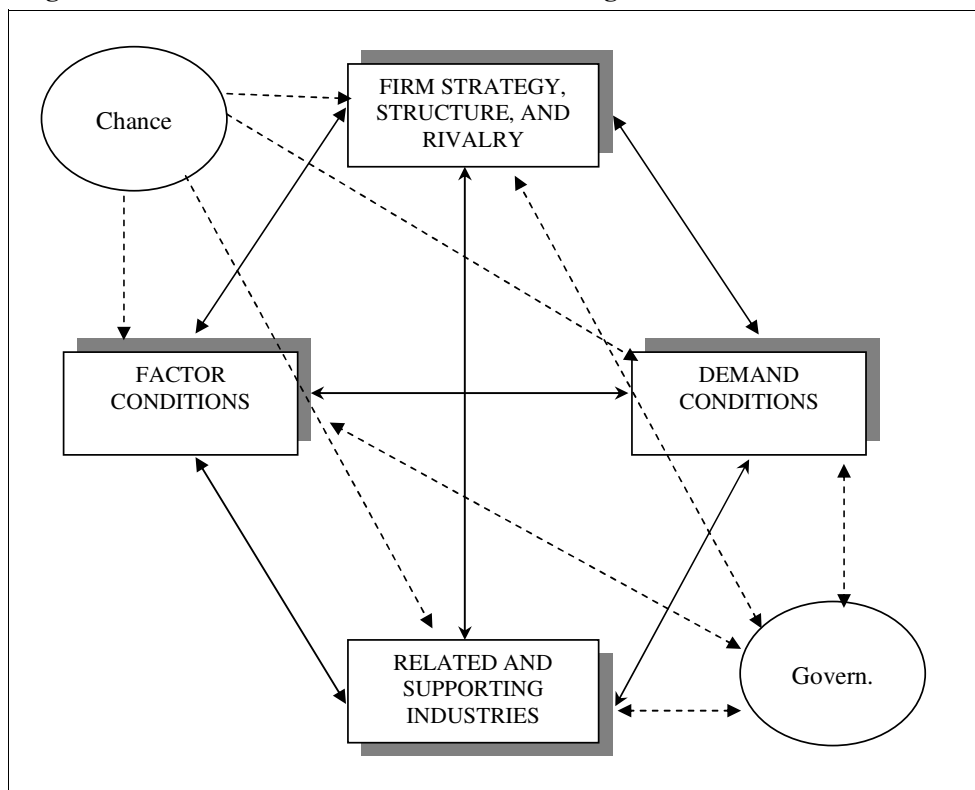 FIRM STRATEGY,
STRUCTURE, AND
RIVALRY
Chance
FACTOR
CONDITIONS
DEMAND
CONDITIONS
RELATED AND
SUPPORTING
INDUSTRIES
Govern.